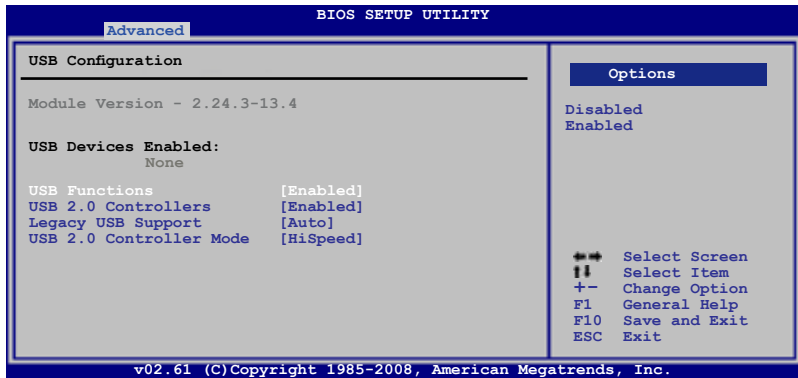 BIOS SETUP UTILITY
Advanced
USB Configuration
Module Version - 2.24.3-13.4
USB Devices Enabled:
None
USB Functions [Enabled]
USB 2.0 Controllers [Enabled]
Legacy USB Support [Auto]
USB 2.0 Controller Mode [HiSpeed]
Options
Disabled
Enabled
←→ Select Screen
↑↓ Select Item
+- Change Option
F1 General Help
F10 Save and Exit
ESC Exit
v02.61 (C)Copyright 1985-2008, American Megatrends, Inc.